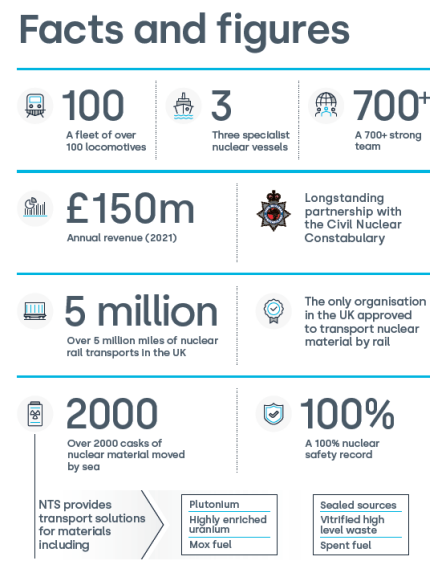 Facts and figures
100
A fleet of over
100 locomotives
3
Three specialist
nuclear vessels
700+
A 700+ strong
team
£150m
Annual revenue (2021)
Longstanding
partnership with
the Civil Nuclear
Constabulary
5 million
Over 5 million miles of nuclear
rail transports in the UK
The only organisation
in the UK approved
to transport nuclear
material by rail
2000
Over 2000 casks of
nuclear material moved
by sea
100%
A 100% nuclear
safety record
NTS provides
transport solutions
for materials
including
Plutonium
Highly enriched
uranium
Mox fuel
Sealed sources
Vitrified high
level waste
Spent fuel